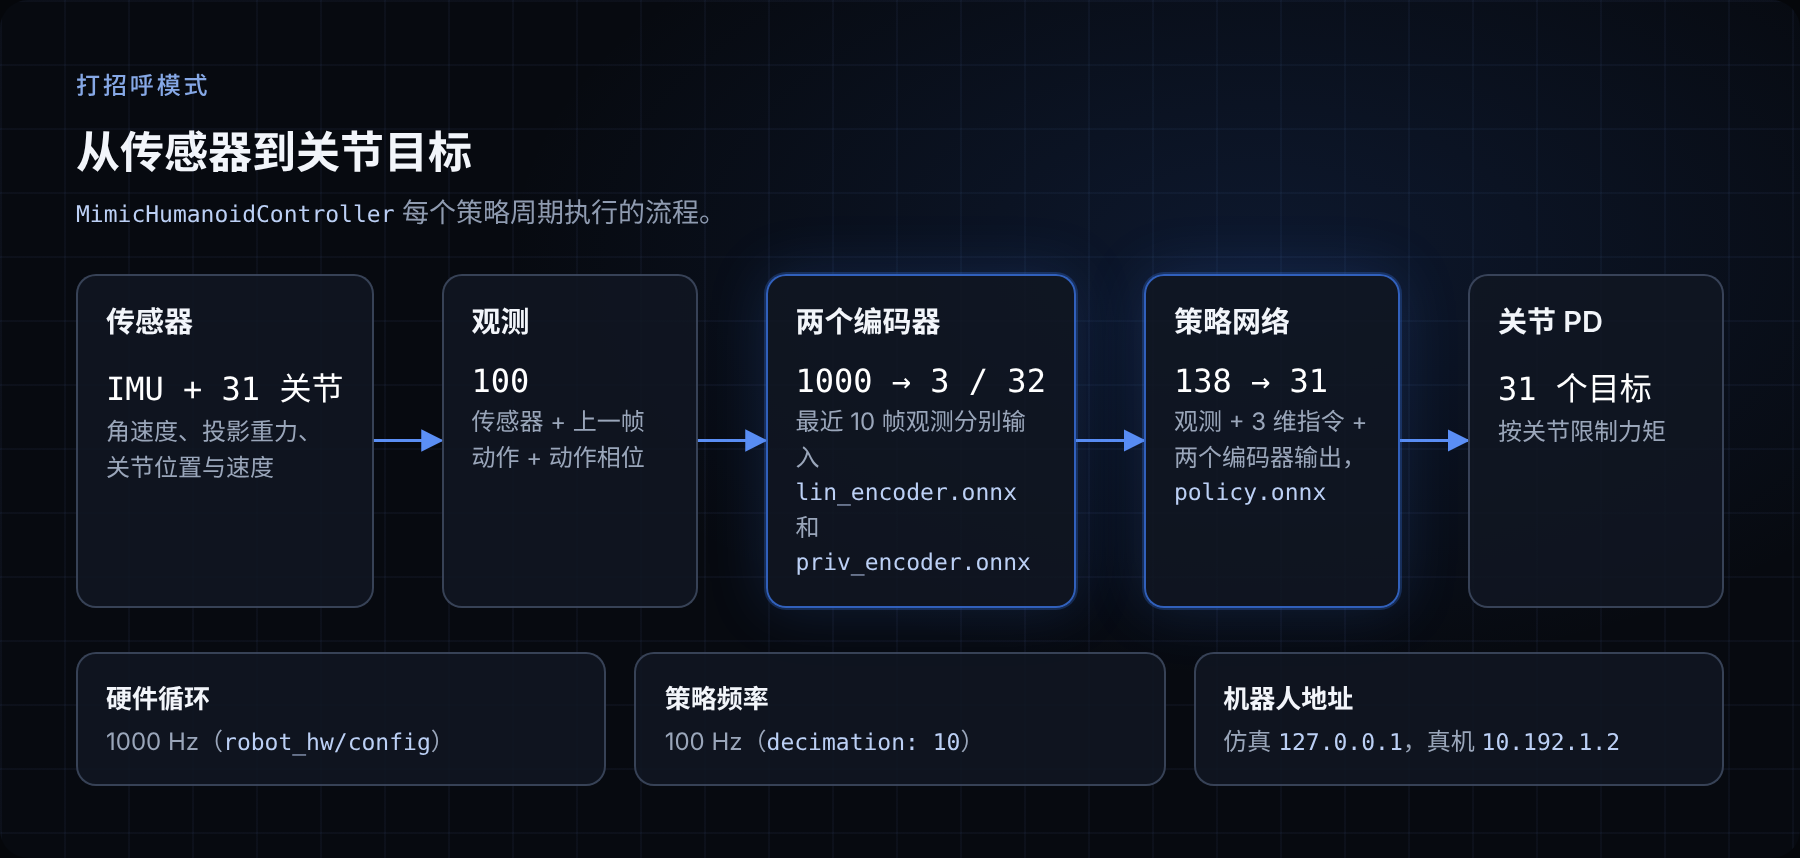 打招呼模式
从传感器到关节目标
MimicHumanoidController 每个策略周期执行的流程。
传感器
IMU + 31 关节
角速度、投影重力、
关节位置与速度
观测
100
传感器 + 上一帧
动作 + 动作相位
两个编码器
1000 → 3 / 32
最近 10 帧观测分别输
入
lin_encoder.onnx
和
priv_encoder.onnx
策略网络
138 → 31
观测 + 3 维指令 +
两个编码器输出，
policy.onnx
关节 PD
31 个目标
按关节限制力矩
硬件循环
1000 Hz（robot_hw/config）
策略频率
100 Hz（decimation: 10）
机器人地址
仿真 127.0.0.1，真机 10.192.1.2